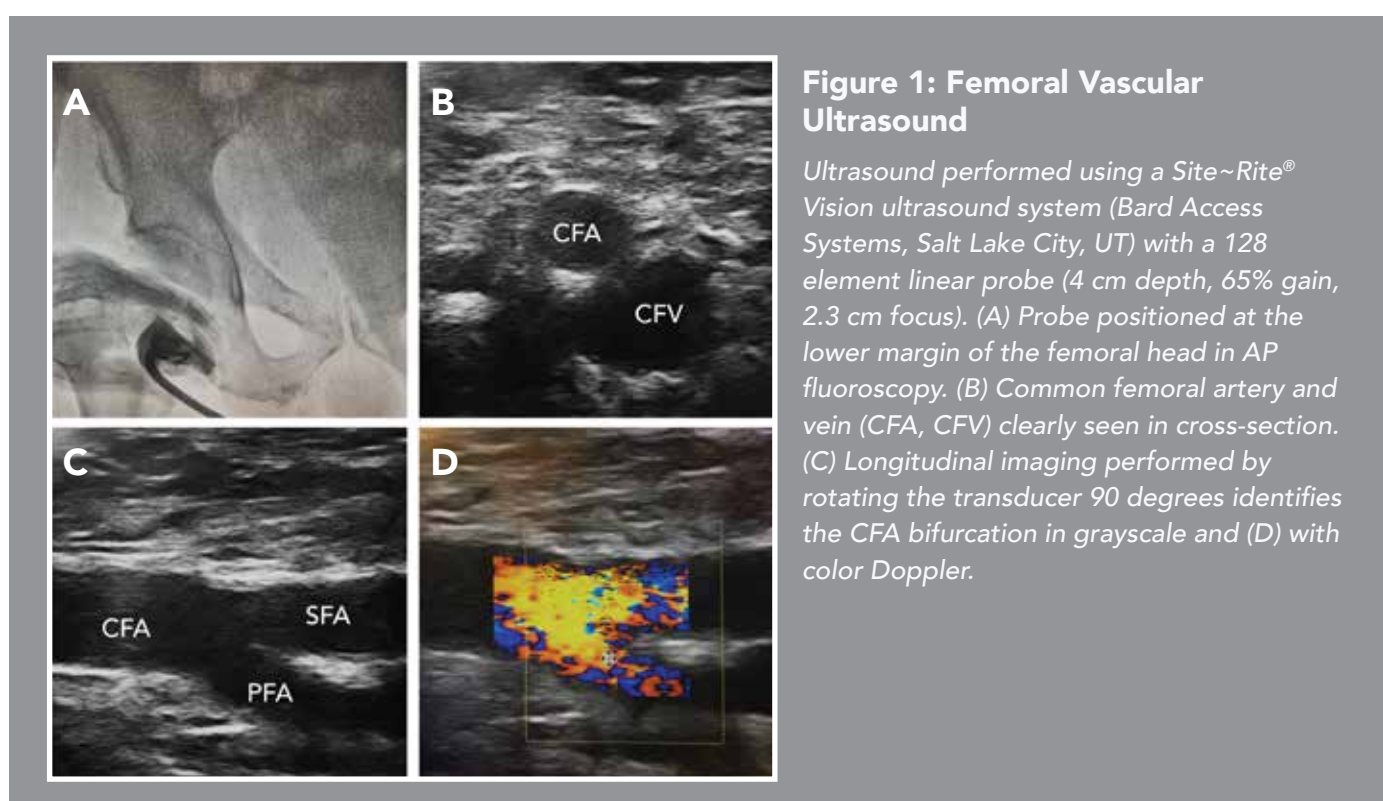 A
B
CFA
CFV
C
CFA
SFA
PFA
D
Figure 1: Femoral Vascular
Ultrasound
Ultrasound performed using a Site~Rite®
Vision ultrasound system (Bard Access
Systems, Salt Lake City, UT) with a 128
element linear probe (4 cm depth, 65% gain,
2.3 cm focus). (A) Probe positioned at the
lower margin of the femoral head in AP
fluoroscopy. (B) Common femoral artery and
vein (CFA, CFV) clearly seen in cross-section.
(C) Longitudinal imaging performed by
rotating the transducer 90 degrees identifies
the CFA bifurcation in grayscale and (D) with
color Doppler.